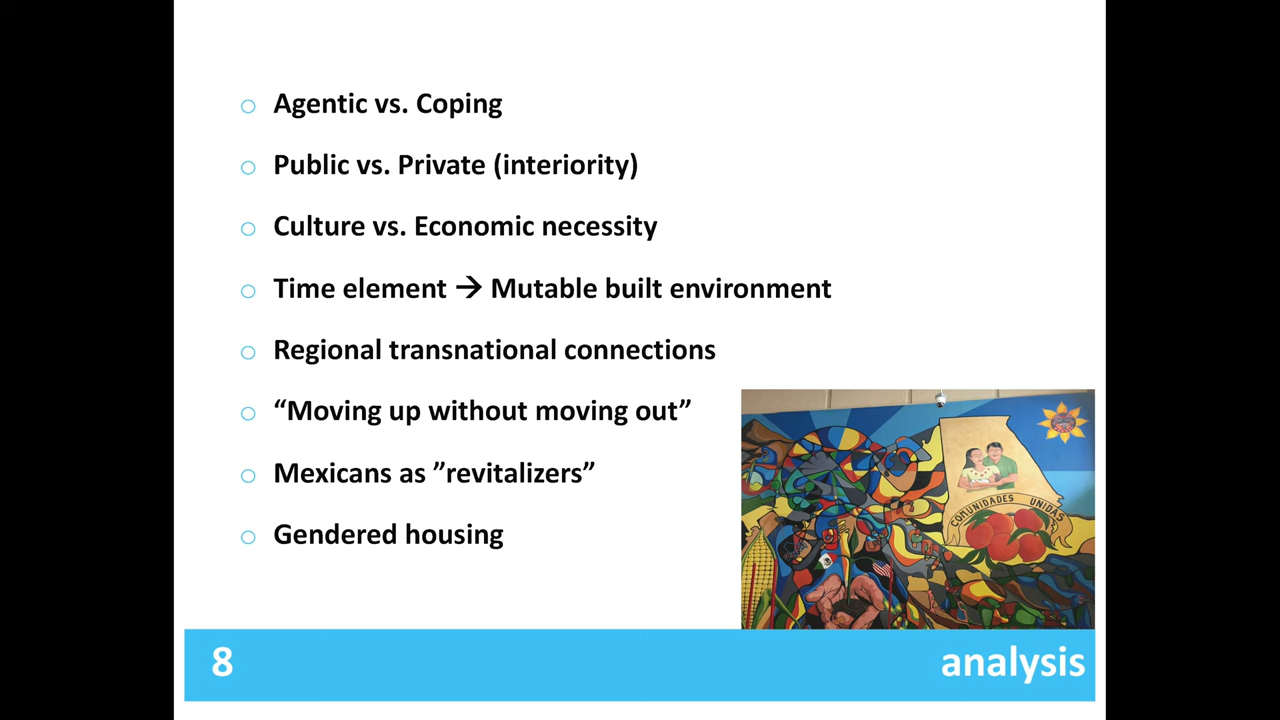 Agentic vs. Coping
Public vs. Private (interiority)
Culture vs. Economic necessity
Time element → Mutable built environment
Regional transnational connections
“Moving up without moving out”
Mexicans as ”revitalizers”
Gendered housing
COMUNIDADES UNIDAS
8
analysis